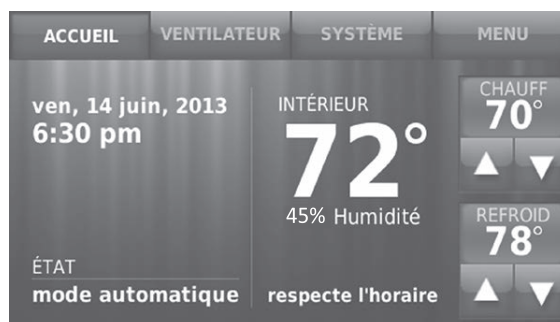 ACCUEIL VENTILATEUR SYSTÈME MENU
ven, 14 juin, 2013
6:30 pm
INTÉRIEUR
72°
45% Humidité
CHAUFF
70°
REFROID
78°
ÉTAT
mode automatique
respecte l'horaire